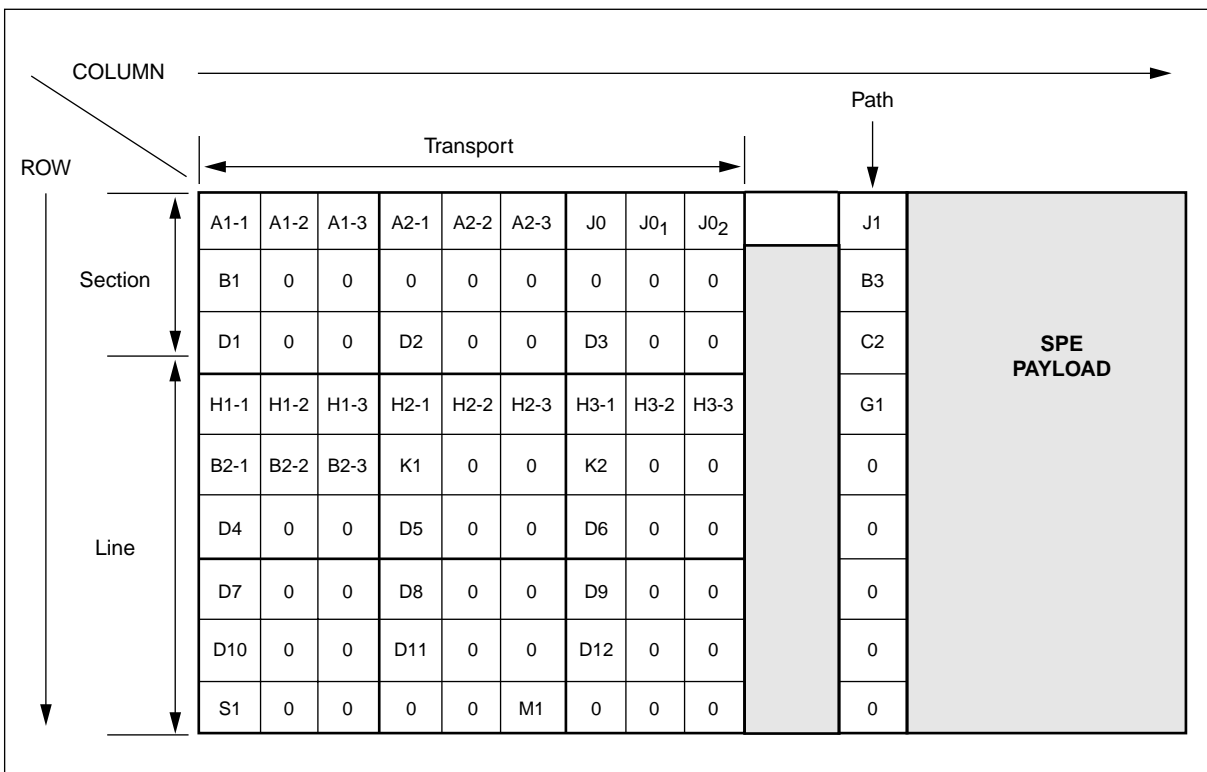 COLUMN
Path
Transport
ROW
A1-1 A1-2 A1-3 A2-1 A2-2 A2-3 J0 J0₁ J0₂ J1
Section
B1 0 0 0 0 0 0 0 0 B3
D1 0 0 D2 0 0 D3 0 0 C2
SPE
PAYLOAD
H1-1 H1-2 H1-3 H2-1 H2-2 H2-3 H3-1 H3-2 H3-3 G1
B2-1 B2-2 B2-3 K1 0 0 K2 0 0 0
D4 0 0 D5 0 0 D6 0 0 0
Line
D7 0 0 D8 0 0 D9 0 0 0
D10 0 0 D11 0 0 D12 0 0 0
S1 0 0 0 0 M1 0 0 0 0